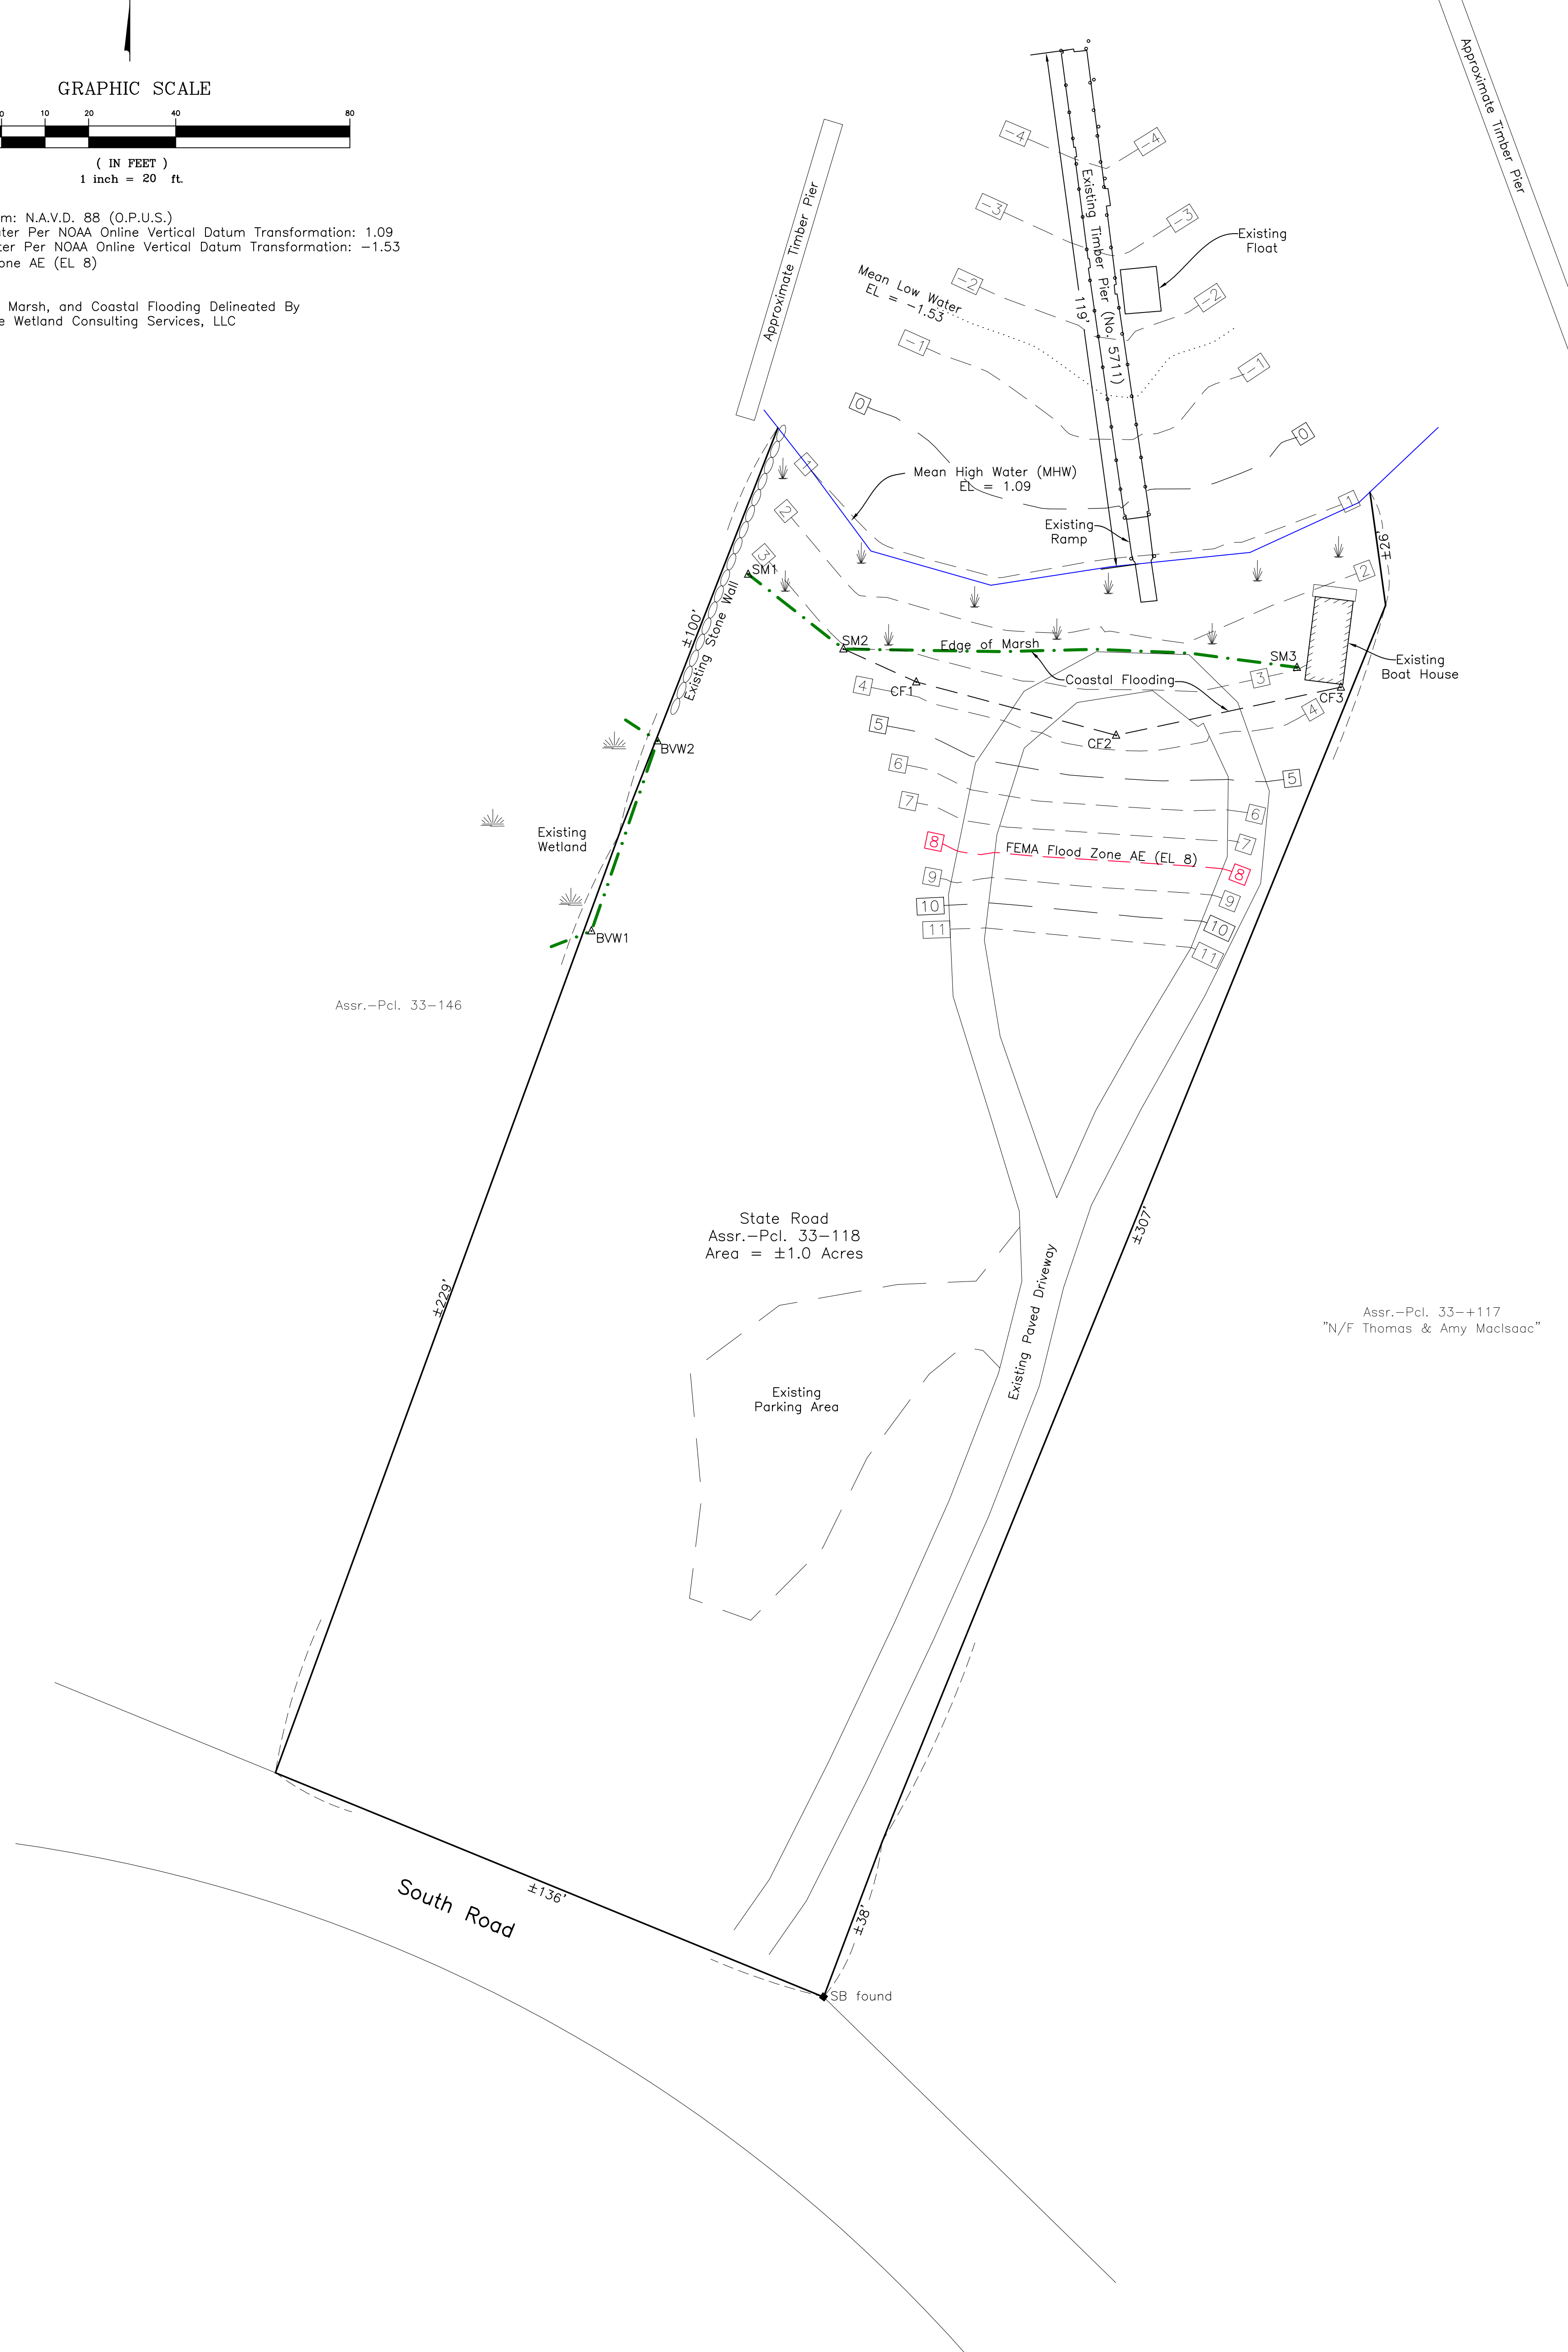 GRAPHIC SCALE
0 10 20 40 80
( IN FEET )
1 inch = 20 ft.
m: N.A.V.D. 88 (O.P.U.S.)
ter Per NOAA Online Vertical Datum Transformation: 1.09
ter Per NOAA Online Vertical Datum Transformation: -1.53
one AE (EL 8)
Marsh, and Coastal Flooding Delineated By
e Wetland Consulting Services, LLC
Approximate Timber Pier
Approximate Timber Pier
Existing Timber Pier (No. 5711)
119'
-4
-4
-3
-3
Existing
Float
-2
-2
Mean Low Water
EL = -1.53
-1
-1
0
0
Mean High Water (MHW)
EL = 1.09
1
1
Existing
Ramp
2
2
±26'
3
SM1
±100'
Existing Stone Wall
SM2
Edge of Marsh
SM3
Existing
Boat House
Coastal Flooding
3
CF1
CF3
4
4
CF2
5
5
BVW2
6
6
7
7
Existing
Wetland
8
FEMA Flood Zone AE (EL 8)
8
9
9
10
10
11
11
BVW1
Assr.-Pcl. 33-146
State Road
Assr.-Pcl. 33-118
Area = ±1.0 Acres
±307'
±229'
Existing Paved Driveway
Assr.-Pcl. 33-+117
"N/F Thomas & Amy MacIsaac"
Existing
Parking Area
±136'
South Road
±38'
SB found